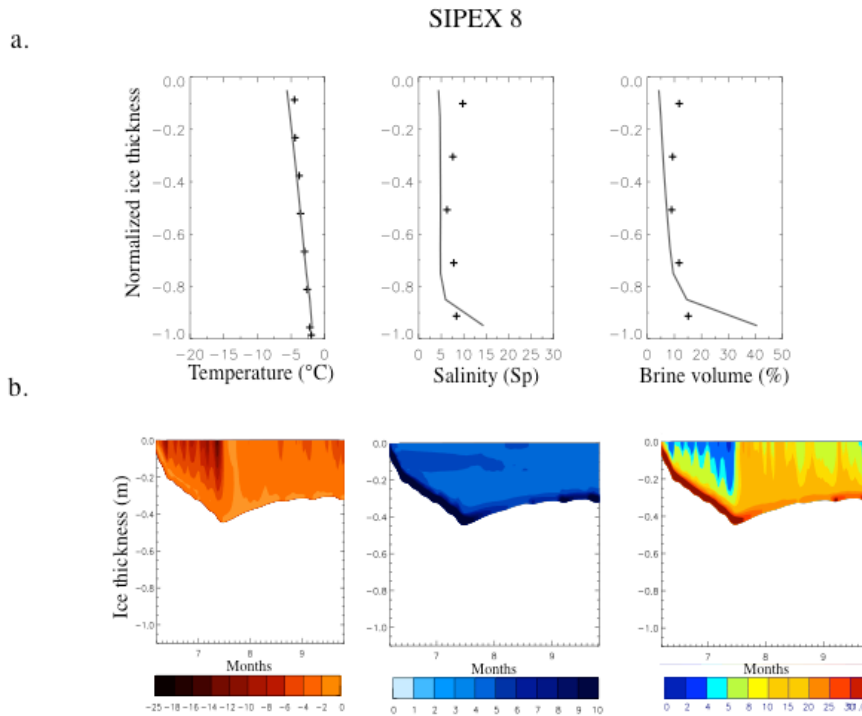 SIPEX 8
a.
Normalized ice thickness
0.0
−0.2
−0.4
−0.6
−0.8
−1.0
−20 −15 −10 −5 0
Temperature (°C)
0.0
−0.2
−0.4
−0.6
−0.8
−1.0
0 5 10 15 20 25 30
Salinity (Sp)
0.0
−0.2
−0.4
−0.6
−0.8
−1.0
0 10 20 30 40 50
Brine volume (%)
b.
Ice thickness (m)
0.0
−0.2
−0.4
−0.6
−0.8
−1.0
7 8 9
Months
−25−18−16−14−12−10−8 −6 −4 −2 0
0.0
−0.2
−0.4
−0.6
−0.8
−1.0
7 8 9
Months
0 1 2 3 4 5 6 7 8 9 10
0.0
−0.2
−0.4
−0.6
−0.8
−1.0
7 8 9
Months
0 2 4 5 8 10 15 20 25